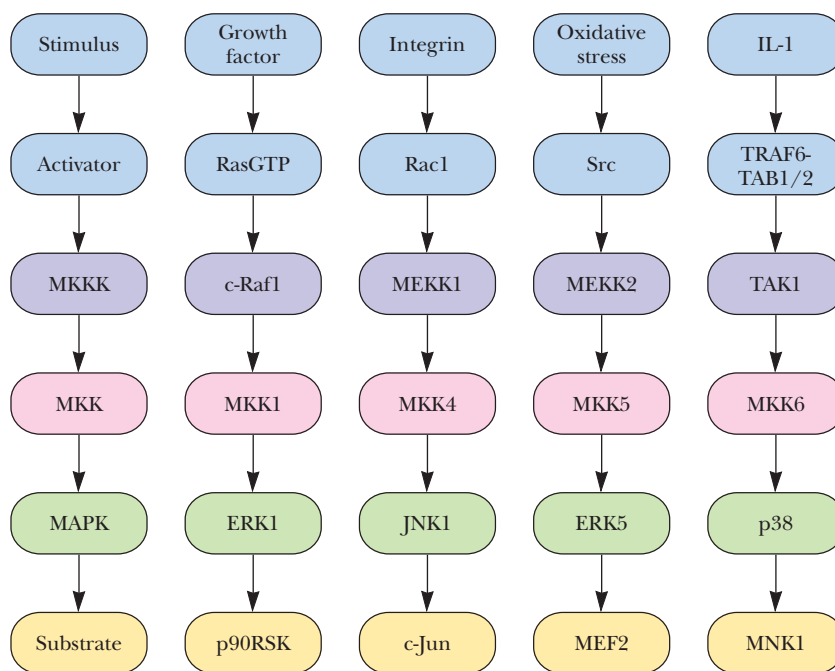 Stimulus
Growth
factor
Integrin
Oxidative
stress
IL-1
Activator
RasGTP
Rac1
Src
TRAF6-
TAB1/2
MKKK
c-Raf1
MEKK1
MEKK2
TAK1
MKK
MKK1
MKK4
MKK5
MKK6
MAPK
ERK1
JNK1
ERK5
p38
Substrate
p90RSK
c-Jun
MEF2
MNK1